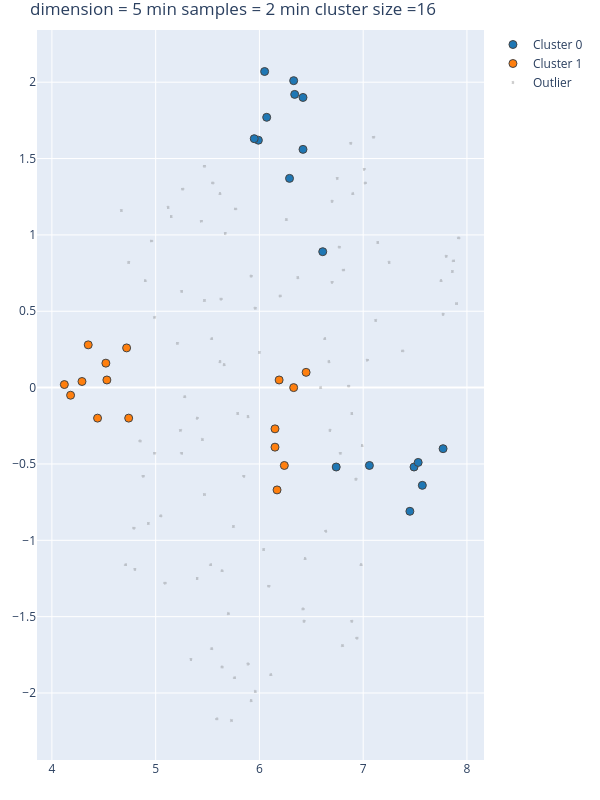 dimension = 5 min samples = 2 min cluster size =16
Cluster 0
Cluster 1
Outlier
2
1.5
1
0.5
0
−0.5
−1
−1.5
−2
4 5 6 7 8